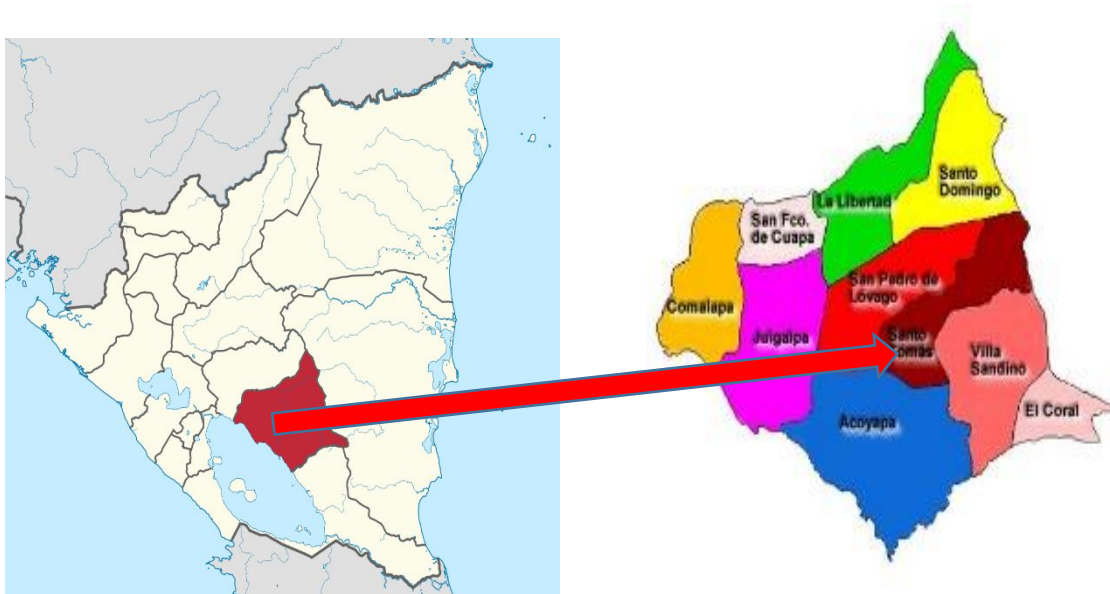 Santo
Domingo
La Libertad
San Fco.
de Cuapa
San Pedro de
Lóvago
Comalapa
Juigalpa
Santo
Tomás
Villa
Sandino
El Coral
Acoyapa